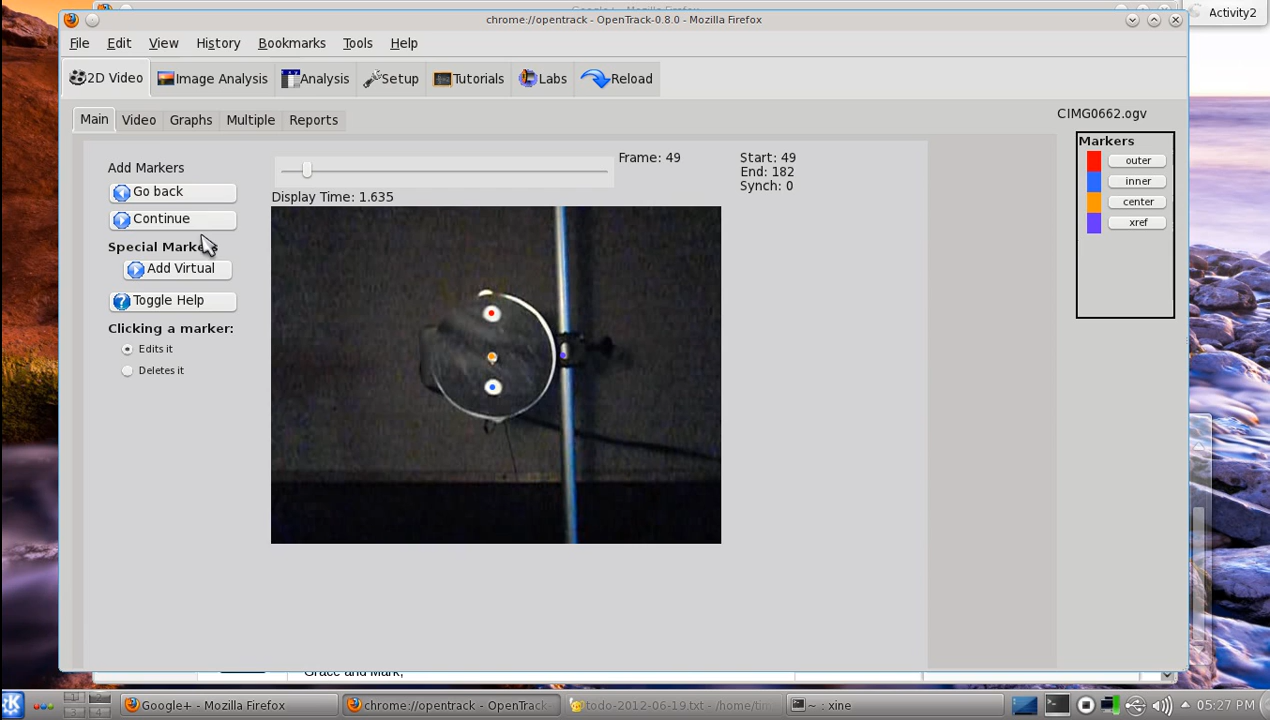 chrome://opentrack - OpenTrack-0.8.0 - Mozilla Firefox
Activity2
File Edit View History Bookmarks Tools Help
2D Video Image Analysis Analysis Setup Tutorials Labs Reload
Main Video Graphs Multiple Reports
CIMG0662.ogv
Markers
outer
inner
center
xref
Add Markers
Go back
Continue
Special Markers
Add Virtual
Toggle Help
Clicking a marker:
Edits it
Deletes it
Frame: 49
Start: 49
End: 182
Synch: 0
Display Time: 1.635
Grace and Mark,
Google+ - Mozilla Firefox
chrome://opentrack - OpenTrack-
todo-2012-06-19.txt - /home/tim
~ : xine
05:27 PM